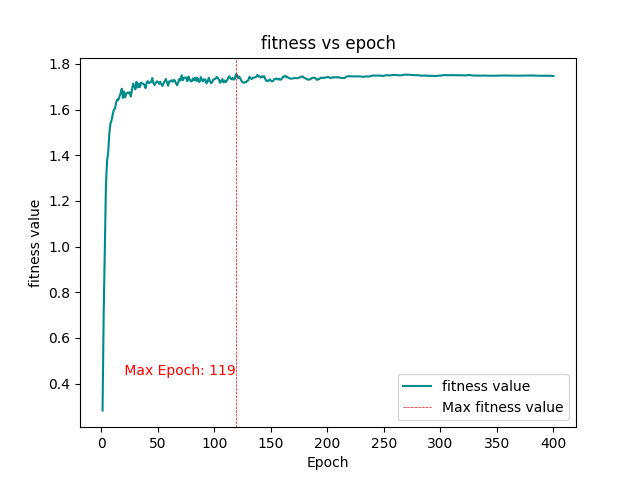 fitness vs epoch
fitness value
1.8
1.6
1.4
1.2
1.0
0.8
0.6
0.4
Max Epoch: 119
fitness value
Max fitness value
0 50 100 150 200 250 300 350 400
Epoch